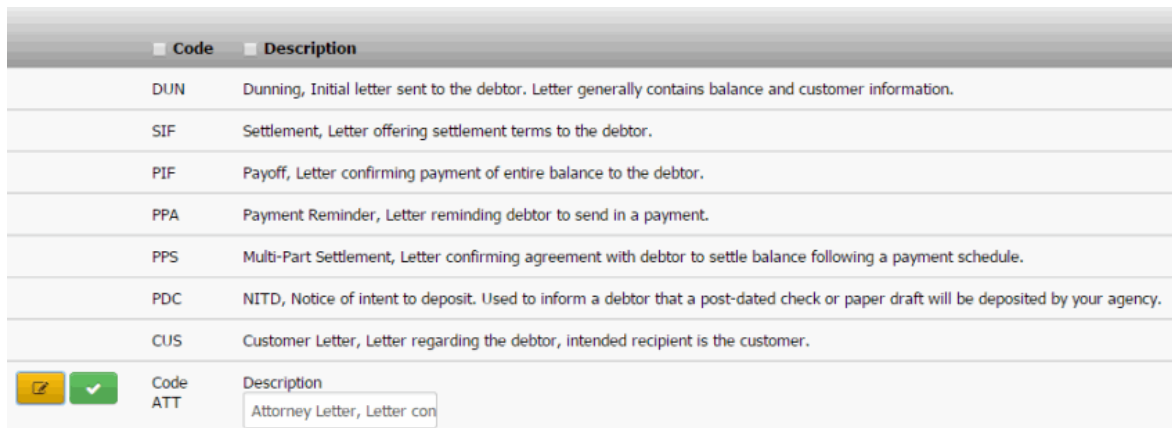 Code Description
DUN Dunning, Initial letter sent to the debtor. Letter generally contains balance and customer information.
SIF Settlement, Letter offering settlement terms to the debtor.
PIF Payoff, Letter confirming payment of entire balance to the debtor.
PPA Payment Reminder, Letter reminding debtor to send in a payment.
PPS Multi-Part Settlement, Letter confirming agreement with debtor to settle balance following a payment schedule.
PDC NITD, Notice of intent to deposit. Used to inform a debtor that a post-dated check or paper draft will be deposited by your agency.
CUS Customer Letter, Letter regarding the debtor, intended recipient is the customer.
Code Description
ATT Attorney Letter, Letter con